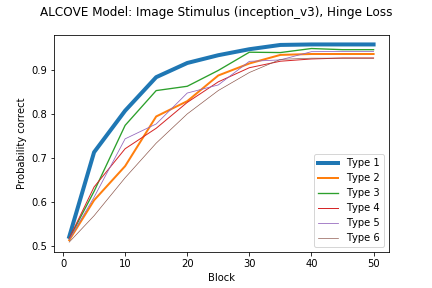 ALCOVE Model: Image Stimulus (inception_v3), Hinge Loss
Probability correct
0.9
0.8
0.7
0.6
0.5
0 10 20 30 40 50
Block
Type 1
Type 2
Type 3
Type 4
Type 5
Type 6